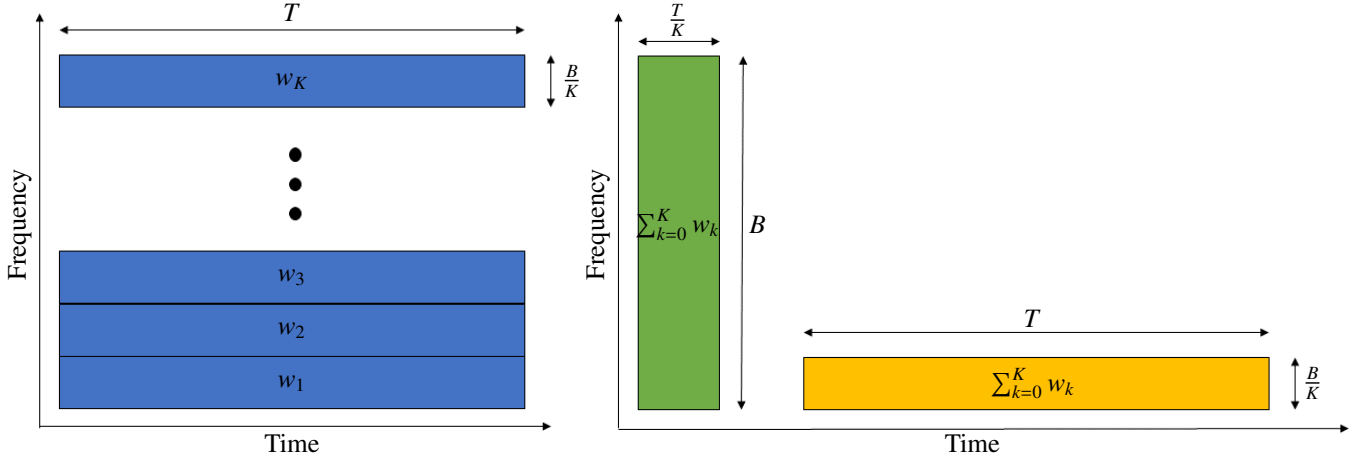 T
w_K
B/K
Frequency
w_3
w_2
w_1
Time
T/K
Frequency
∑_{k=0}^{K} w_k
B
T
∑_{k=0}^{K} w_k
B/K
Time